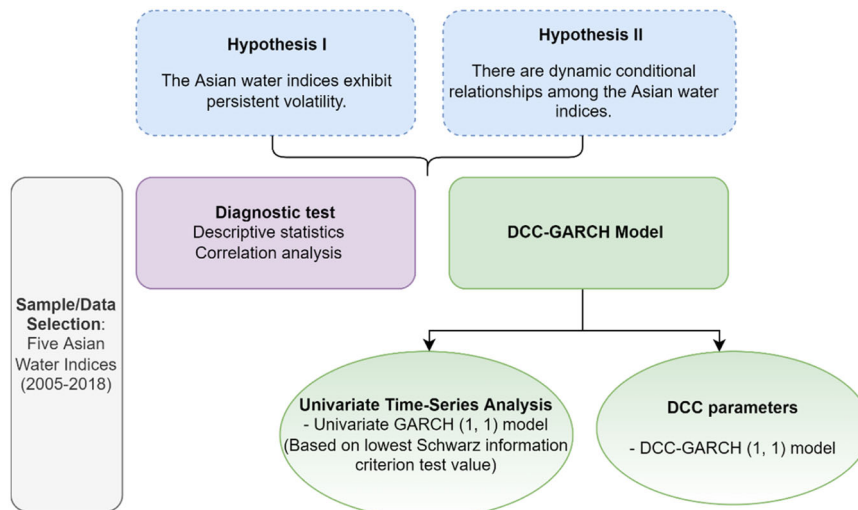 Hypothesis I
The Asian water indices exhibit
persistent volatility.
Hypothesis II
There are dynamic conditional
relationships among the Asian water
indices.
Sample/Data
Selection:
Five Asian
Water Indices
(2005-2018)
Diagnostic test
Descriptive statistics
Correlation analysis
DCC-GARCH Model
Univariate Time-Series Analysis
- Univariate GARCH (1, 1) model
(Based on lowest Schwarz information
criterion test value)
DCC parameters
- DCC-GARCH (1, 1) model